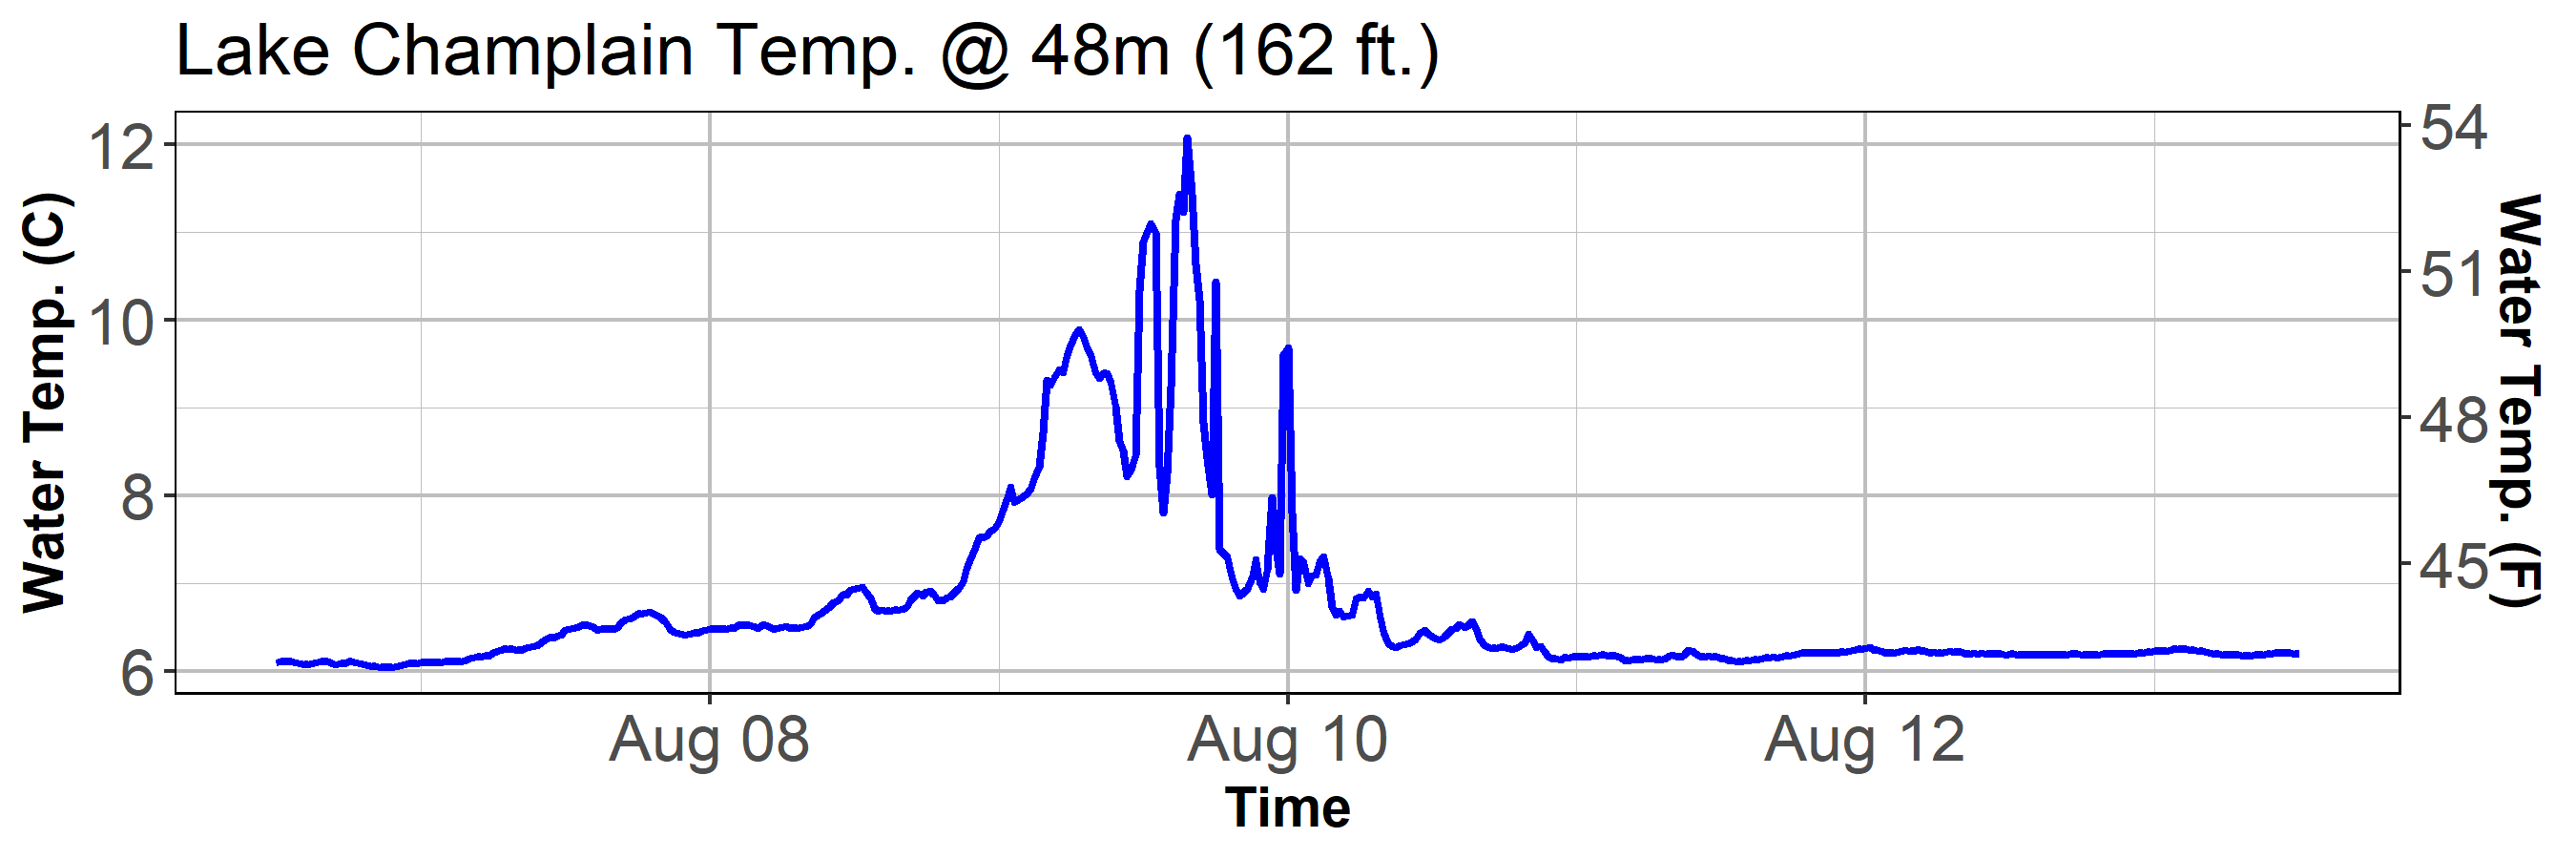 Lake Champlain Temp. @ 48m (162 ft.)
Water Temp. (C)
12
10
8
6
54
51
48
45
Water Temp. (F)
Aug 08
Aug 10
Aug 12
Time